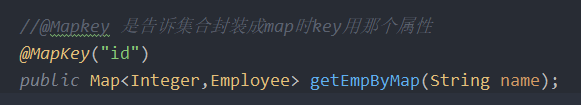 //@Mapkey 是告诉集合封装成map时key用那个属性
@MapKey("id")
public Map<Integer,Employee> getEmpByMap(String name);